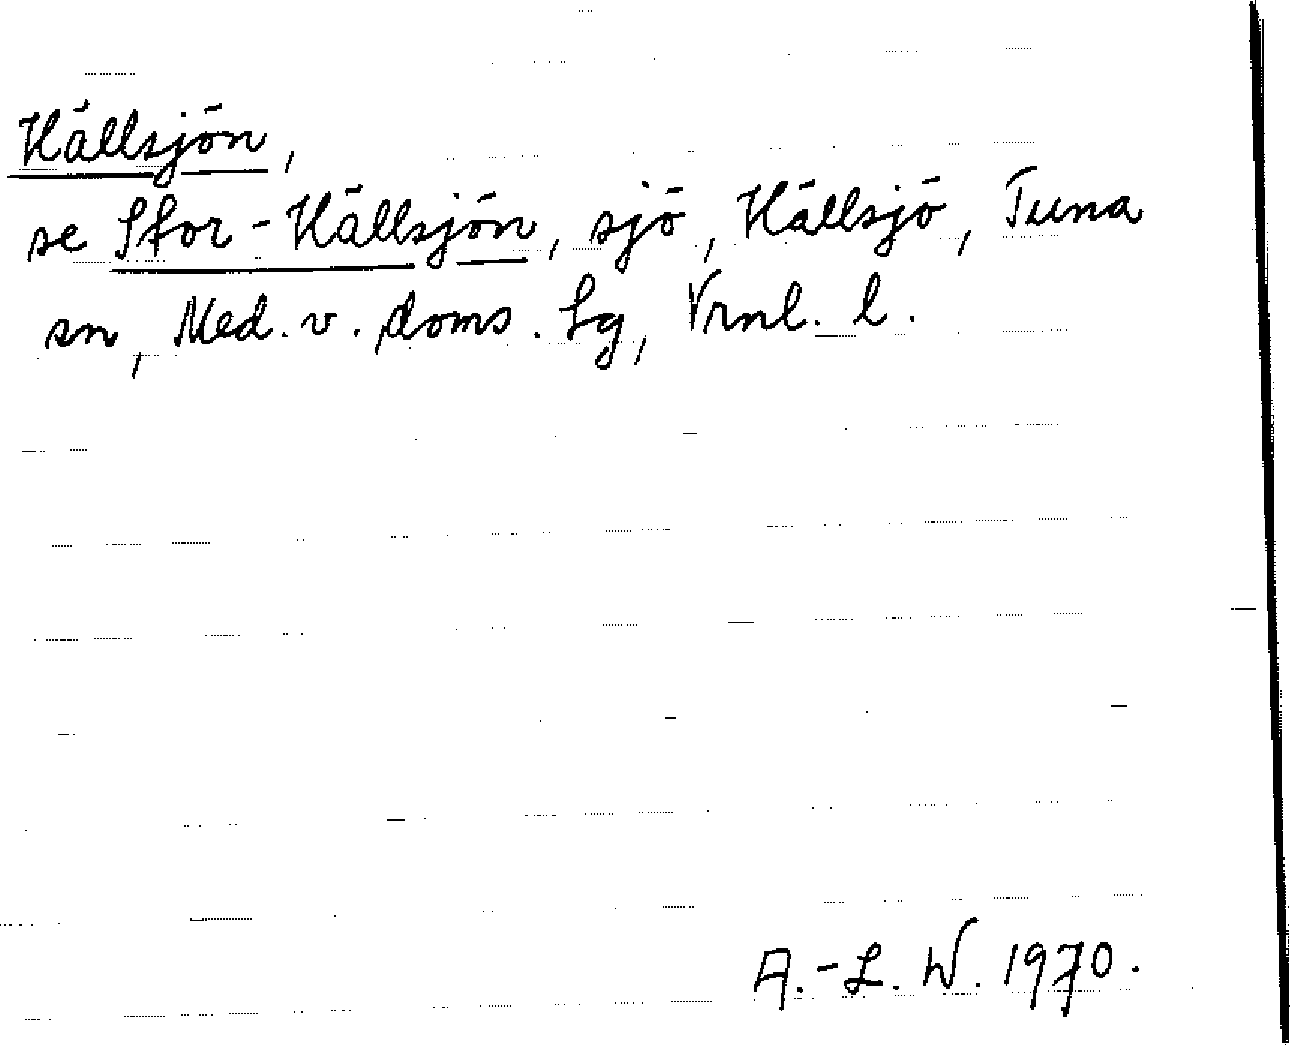 Hällsjön,
se Stor-Hällsjön, sjö, Hällsjö, Tuna
sn, Med. v. doms. lg, Vrnl. l.
A.-L. W. 1970.